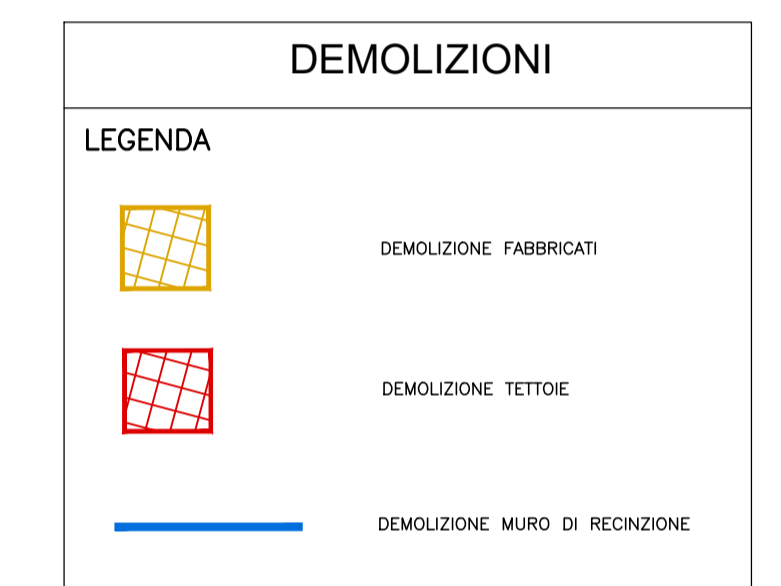 DEMOLIZIONI
LEGENDA
DEMOLIZIONE FABBRICATI
DEMOLIZIONE TETTOIE
DEMOLIZIONE MURO DI RECINZIONE